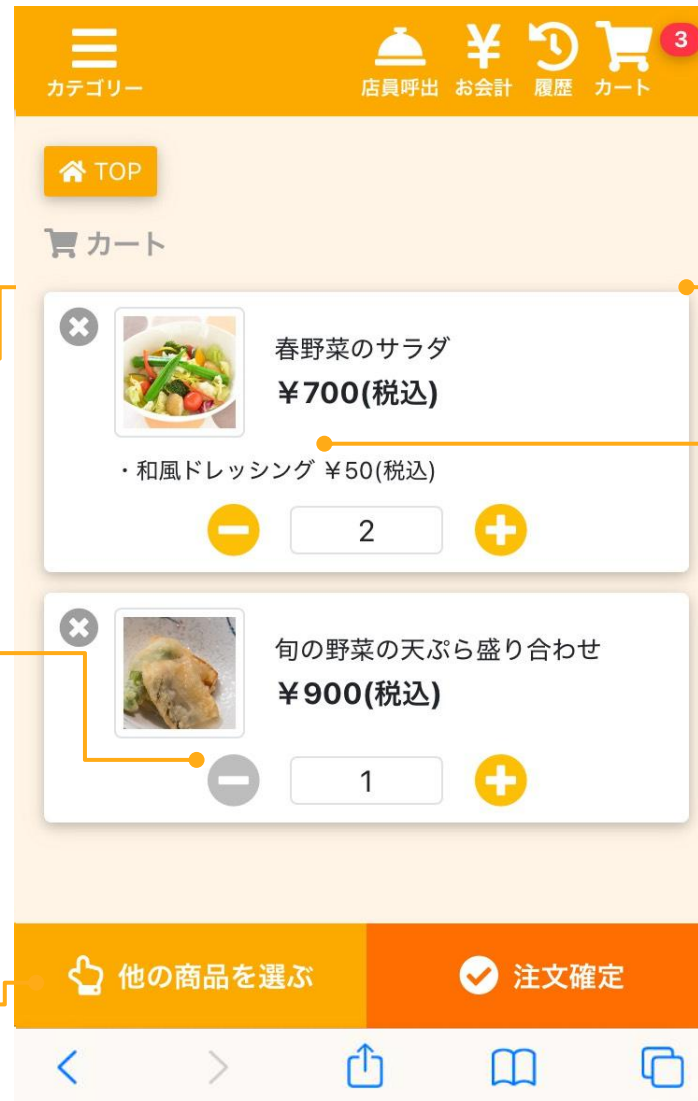 カテゴリー
店員呼出 お会計 履歴 カート 3
TOP
カート
春野菜のサラダ
￥700(税込)
・和風ドレッシング ￥50(税込)
2
旬の野菜の天ぷら盛り合わせ
￥900(税込)
1
他の商品を選ぶ
注文確定